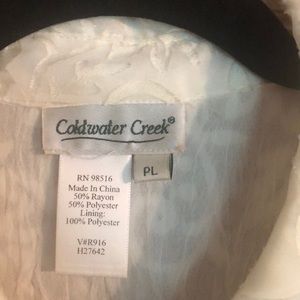 Coldwater Creek®
PL
RN 98516
Made In China
50% Rayon
50% Polyester
Lining:
100% Polyester
V#R916
H27642